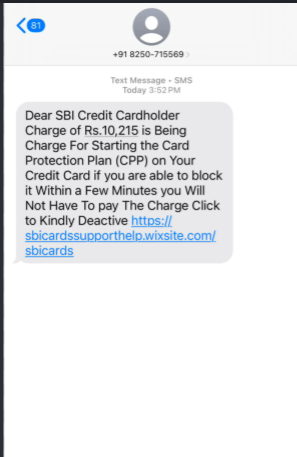 81
+91 8250-715569 >
Text Message • SMS
Today 3:52 PM
Dear SBI Credit Cardholder
Charge of Rs.10,215 is Being
Charge For Starting the Card
Protection Plan (CPP) on Your
Credit Card if you are able to block
it Within a Few Minutes you Will
Not Have To pay The Charge Click
to Kindly Deactive https://
sbicardssupporthelp.wixsite.com/
sbicards